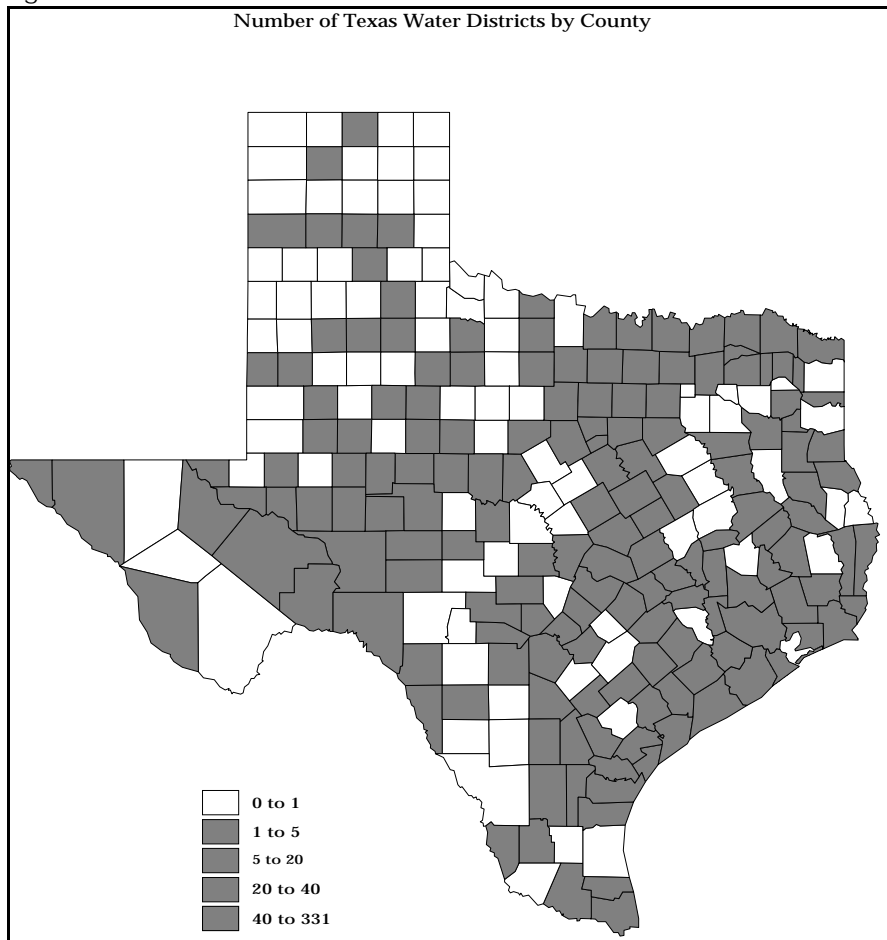 Number of Texas Water Districts by County
0 to 1
1 to 5
5 to 20
20 to 40
40 to 331